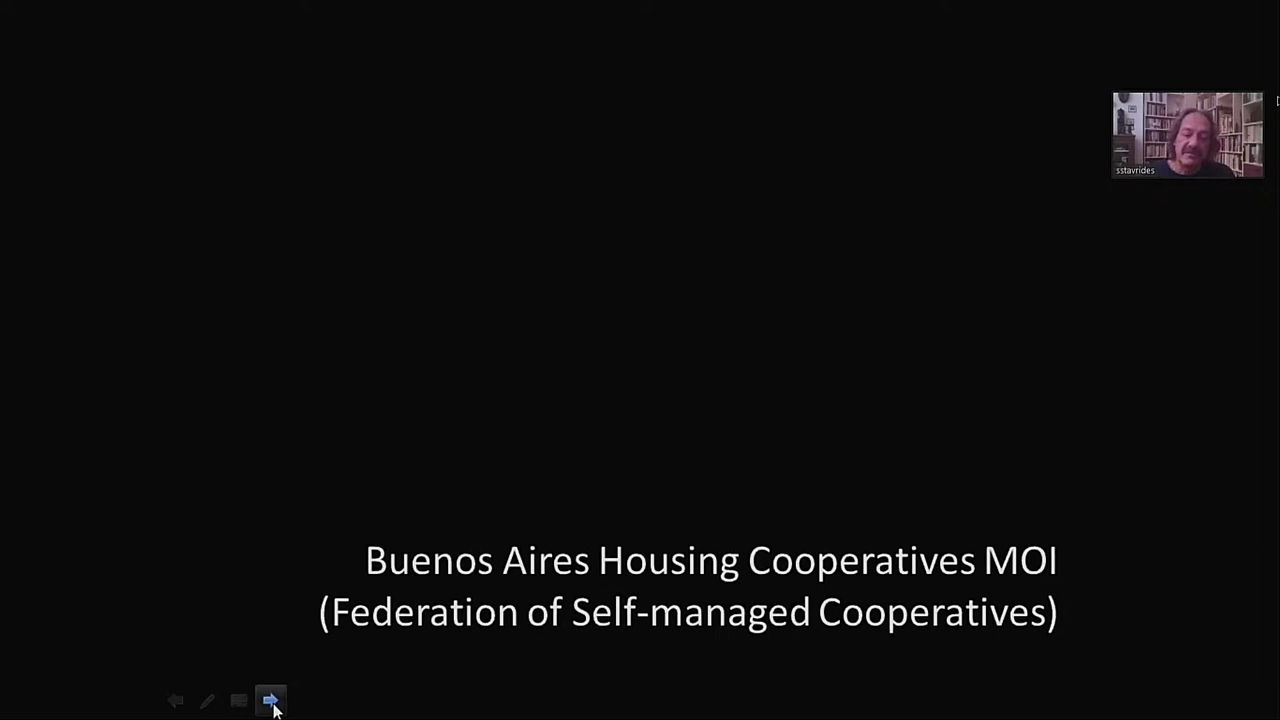 sstavrides
Buenos Aires Housing Cooperatives MOI
(Federation of Self-managed Cooperatives)